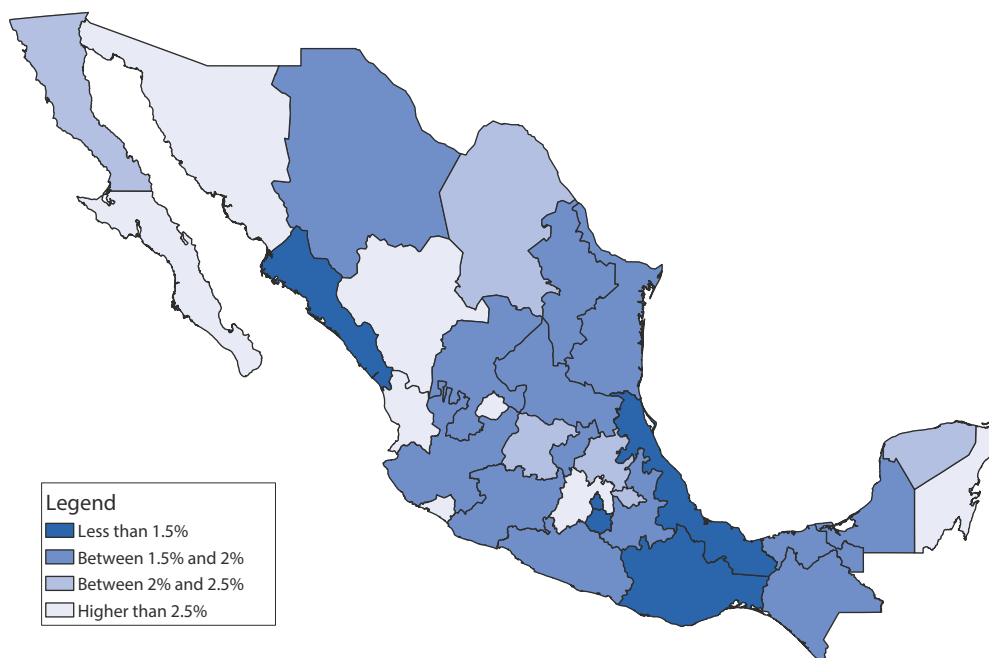 Legend
Less than 1.5%
Between 1.5% and 2%
Between 2% and 2.5%
Higher than 2.5%